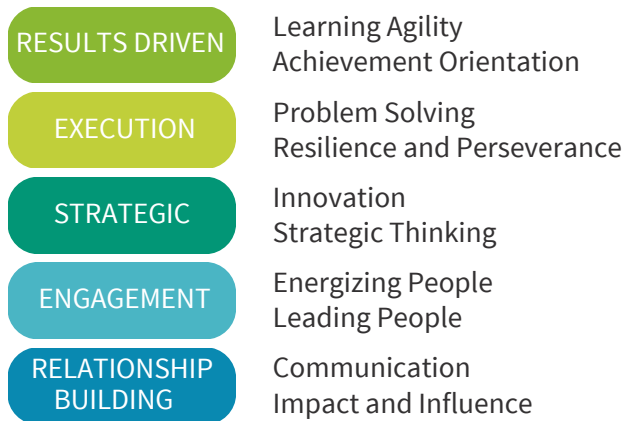 RESULTS DRIVEN
Learning Agility
Achievement Orientation
EXECUTION
Problem Solving
Resilience and Perseverance
STRATEGIC
Innovation
Strategic Thinking
ENGAGEMENT
Energizing People
Leading People
RELATIONSHIP
BUILDING
Communication
Impact and Influence